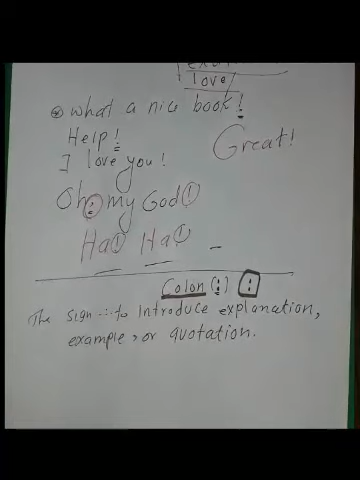 love
⊛ what a nice book!
Help!
Great!
I love you!
Oh! my God!
Ha! Ha!
Colon (:) :
The sign : to Introduce explanation,
example, or quotation.